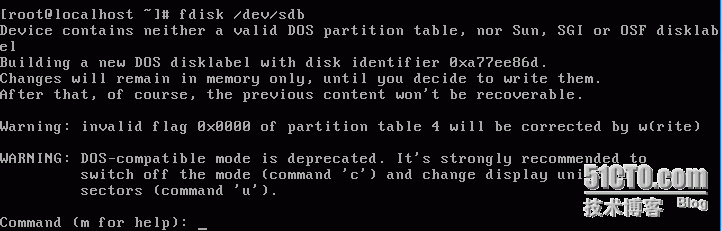 [root@localhost ~]# fdisk /dev/sdb
Device contains neither a valid DOS partition table, nor Sun, SGI or OSF disklab
el
Building a new DOS disklabel with disk identifier 0xa77ee86d.
Changes will remain in memory only, until you decide to write them.
After that, of course, the previous content won't be recoverable.
Warning: invalid flag 0x0000 of partition table 4 will be corrected by w(rite)
WARNING: DOS-compatible mode is deprecated. It's strongly recommended to
switch off the mode (command 'c') and change display
sectors (command 'u').
51CTO.com
技术博客 Blog
Command (m for help): _